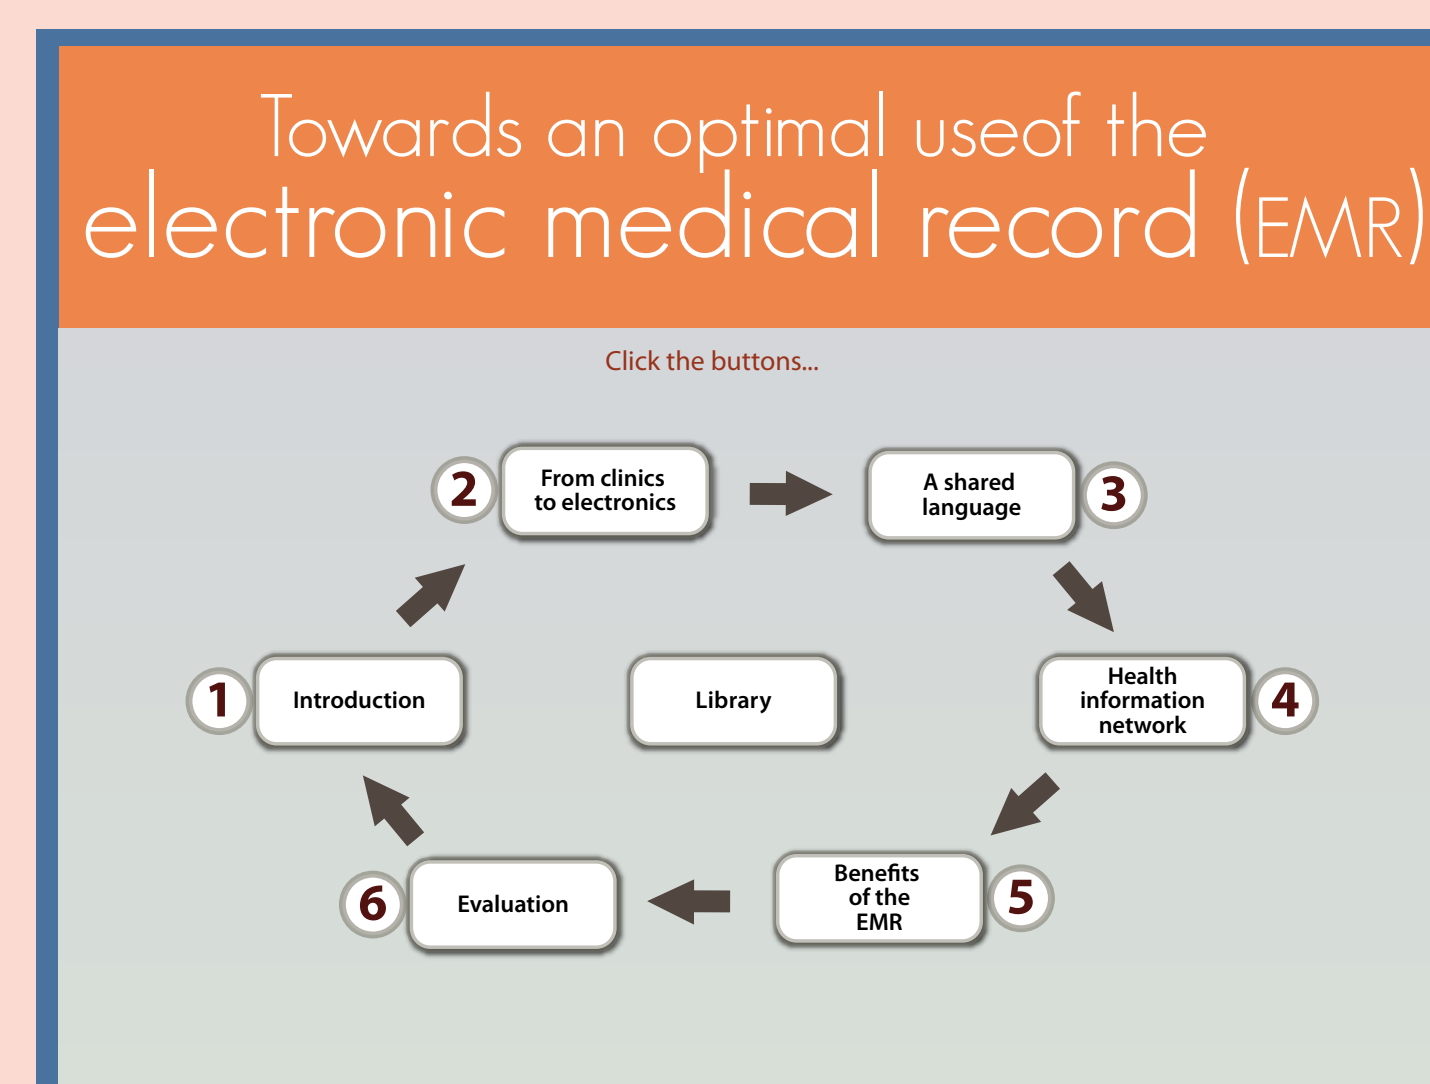 Towards an optimal useof the
electronic medical record (EMR)
Click the buttons...
2
From clinics
to electronics
A shared
language
3
1
Introduction
Library
Health
information
network
4
6
Evaluation
Benefits
of the
EMR
5